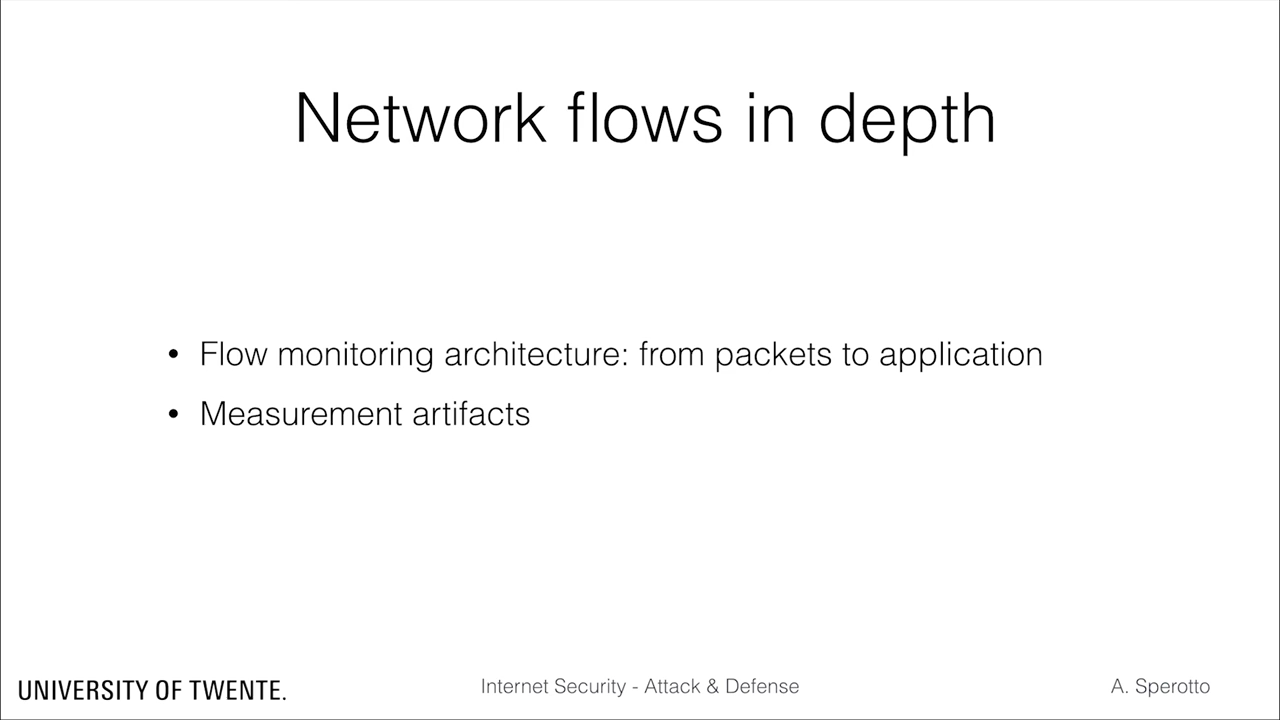 Network flows in depth
• Flow monitoring architecture: from packets to application
• Measurement artifacts
UNIVERSITY OF TWENTE.
Internet Security - Attack & Defense
A. Sperotto